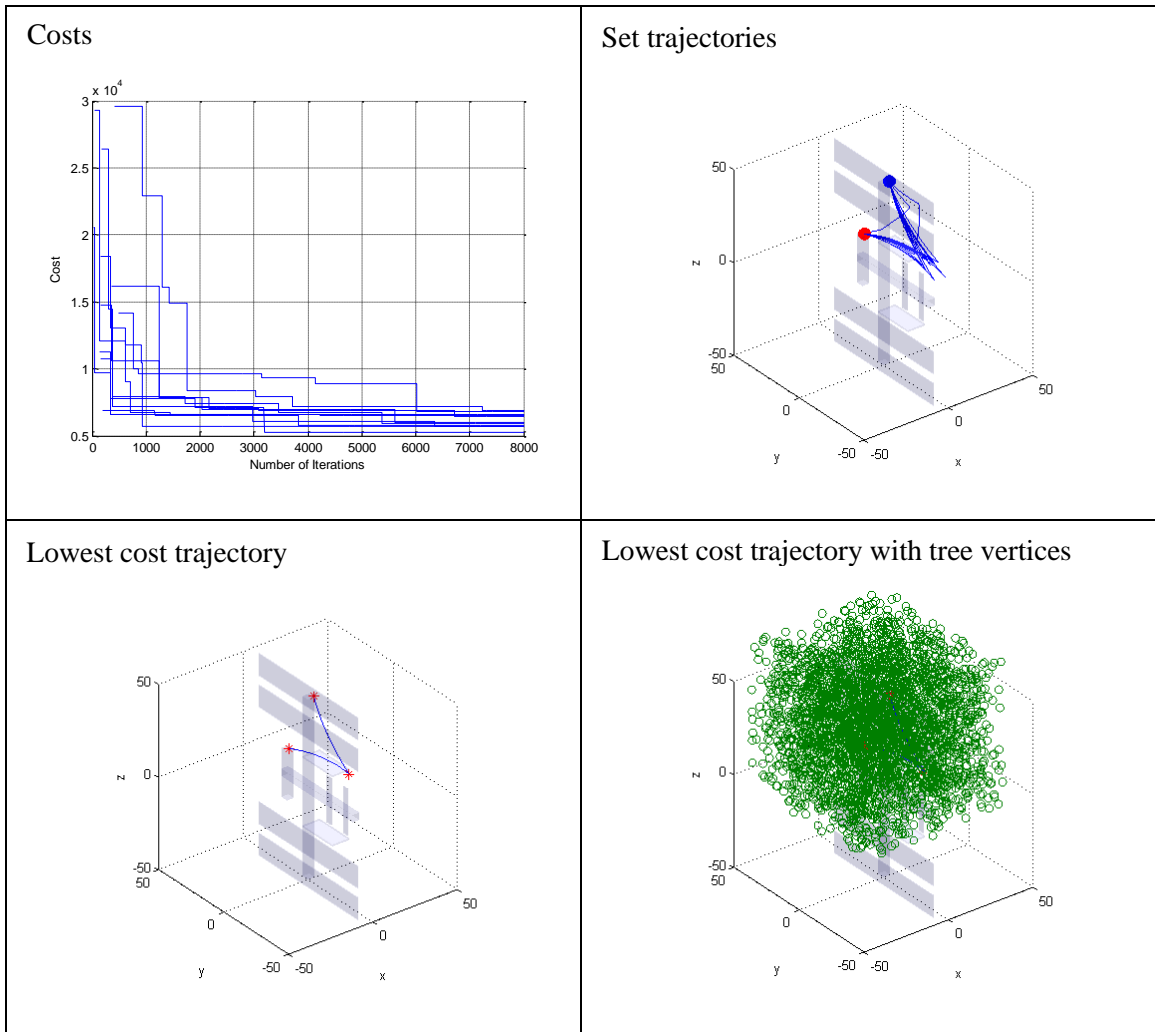 Costs
x 10^4
3
2.5
2
1.5
1
0.5
Cost
0 1000 2000 3000 4000 5000 6000 7000 8000
Number of Iterations
Set trajectories
50
0
-50
z
50
0
-50
y
-50
0
50
x
Lowest cost trajectory
50
0
-50
z
50
0
-50
y
-50
0
50
x
Lowest cost trajectory with tree vertices
50
0
-50
z
50
0
-50
y
-50
0
50
x